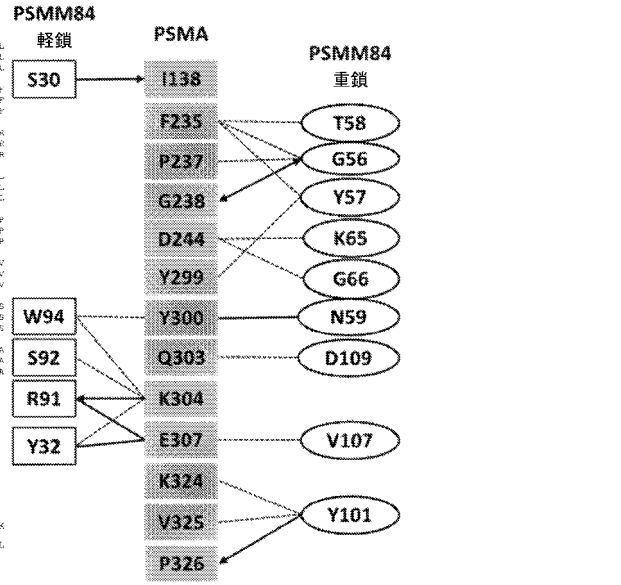 PSMM84
軽鎖
PSMA
PSMM84
重鎖
S30
I138
F235
T58
P237
G56
G238
Y57
D244
K65
Y299
G66
W94
Y300
N59
S92
Q303
D109
R91
K304
Y32
E307
V107
K324
V325
Y101
P326